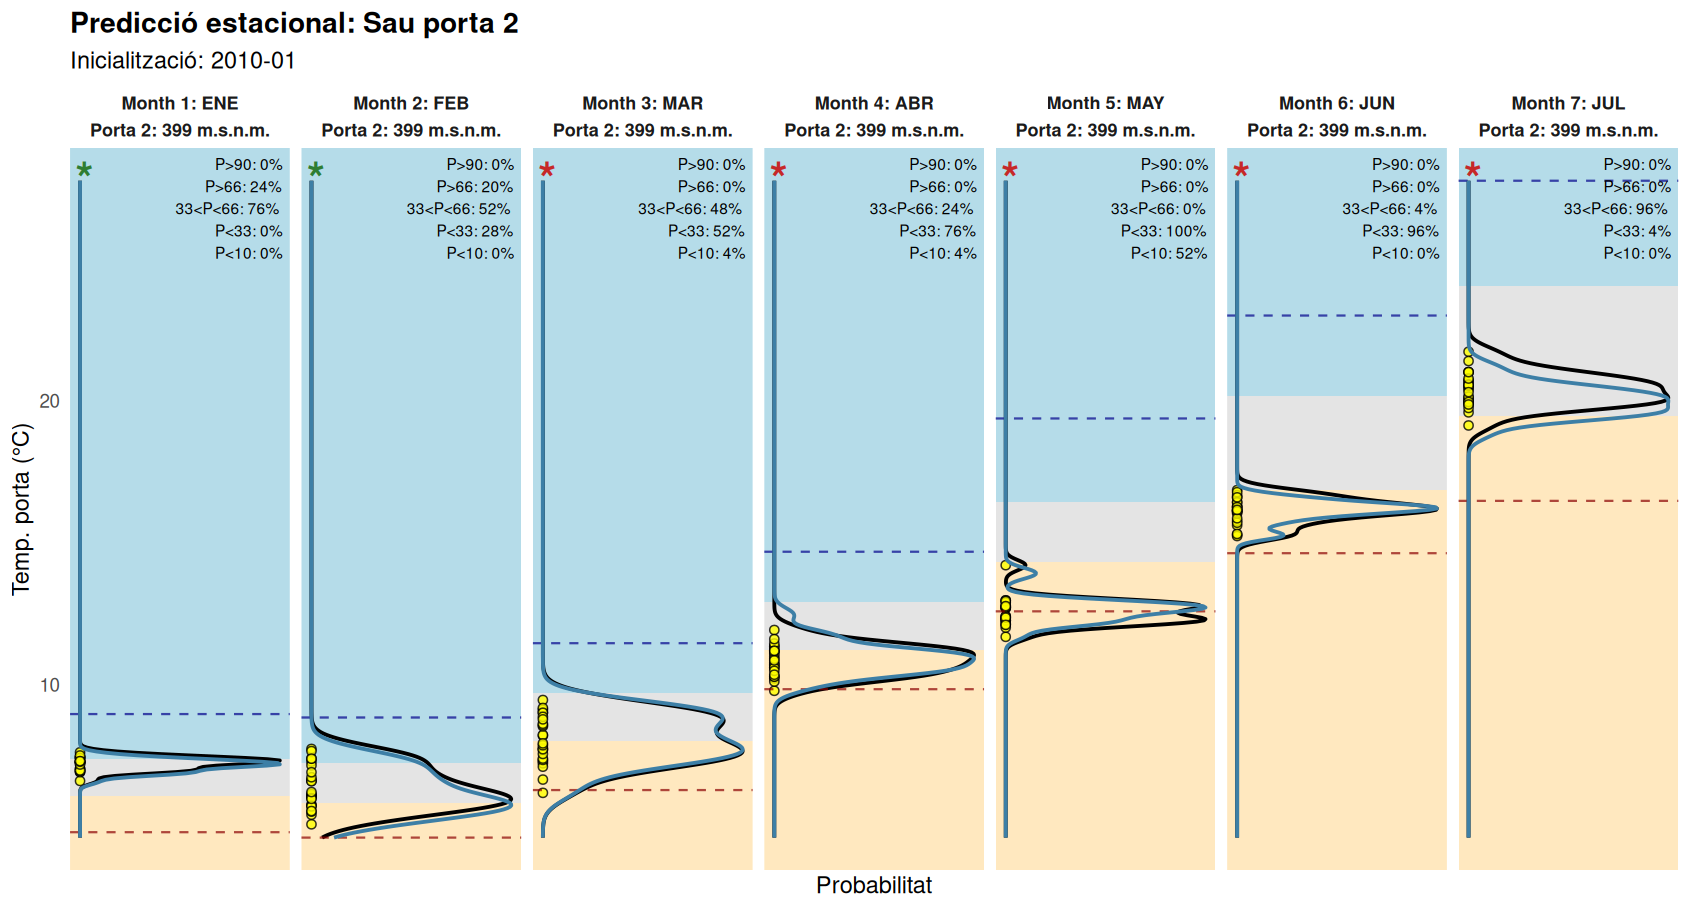 Predicció estacional: Sau porta 2
Inicialització: 2010-01
Month 1: ENE
Porta 2: 399 m.s.n.m.
Month 2: FEB
Porta 2: 399 m.s.n.m.
Month 3: MAR
Porta 2: 399 m.s.n.m.
Month 4: ABR
Porta 2: 399 m.s.n.m.
Month 5: MAY
Porta 2: 399 m.s.n.m.
Month 6: JUN
Porta 2: 399 m.s.n.m.
Month 7: JUL
Porta 2: 399 m.s.n.m.
*
P>90: 0%
P>66: 24%
33<P<66: 76%
P<33: 0%
P<10: 0%
*
P>90: 0%
P>66: 20%
33<P<66: 52%
P<33: 28%
P<10: 0%
*
P>90: 0%
P>66: 0%
33<P<66: 48%
P<33: 52%
P<10: 4%
*
P>90: 0%
P>66: 0%
33<P<66: 24%
P<33: 76%
P<10: 4%
*
P>90: 0%
P>66: 0%
33<P<66: 0%
P<33: 100%
P<10: 52%
*
P>90: 0%
P>66: 0%
33<P<66: 4%
P<33: 96%
P<10: 0%
*
P>90: 0%
P>66: 0%
33<P<66: 96%
P<33: 4%
P<10: 0%
20
10
Temp. porta (°C)
Probabilitat